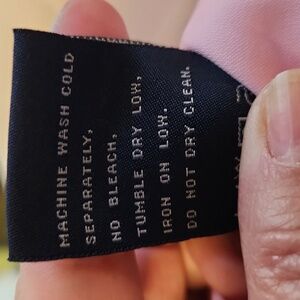 MACHINE WASH COLD
SEPARATELY,
NO BLEACH,
TUMBLE DRY LOW,
IRON ON LOW.
DO NOT DRY CLEAN.